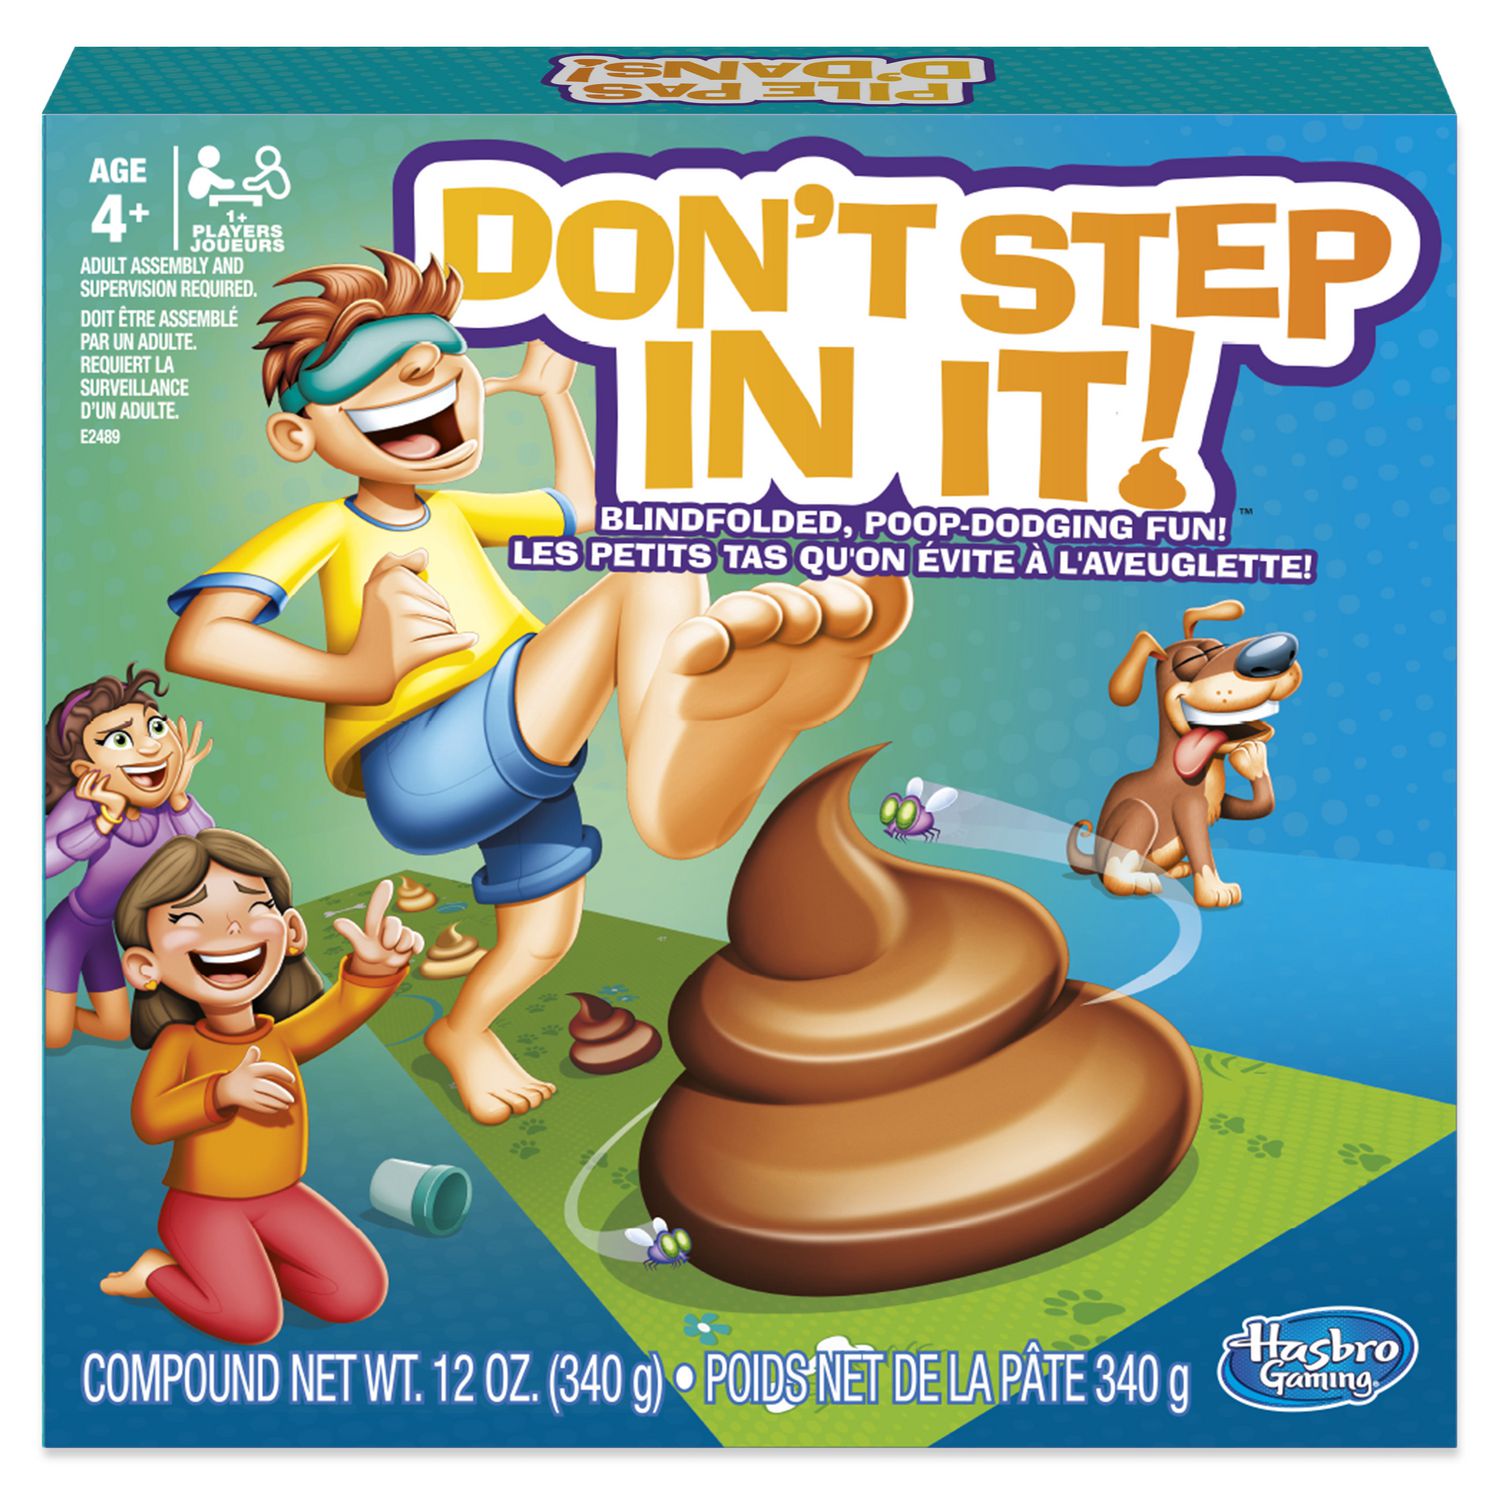 PILE PAS
D'DANS!
AGE
4+
1+
PLAYERS
JOUEURS
ADULT ASSEMBLY AND
SUPERVISION REQUIRED.
DOIT ÊTRE ASSEMBLÉ
PAR UN ADULTE.
REQUIERT LA
SURVEILLANCE
D'UN ADULTE.
E2489
DON'T STEP
IN IT!
™
BLINDFOLDED, POOP-DODGING FUN!
LES PETITS TAS QU'ON ÉVITE À L'AVEUGLETTE!
COMPOUND NET WT. 12 OZ. (340 g) • POIDS NET DE LA PÂTE 340 g
Hasbro
Gaming